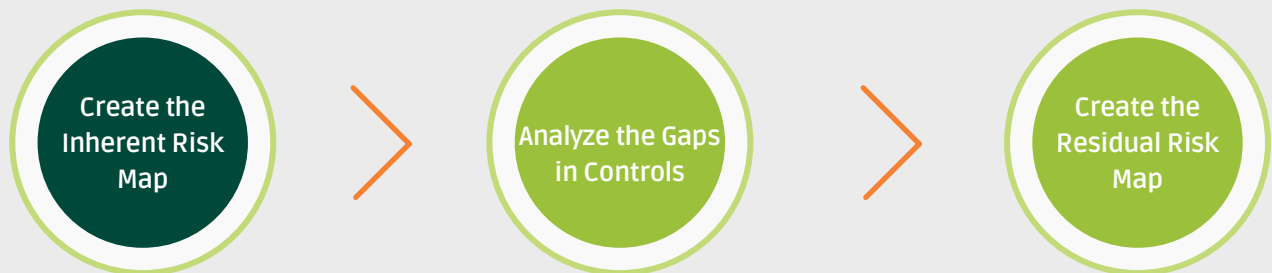 Create the
Inherent Risk
Map
Analyze the Gaps
in Controls
Create the
Residual Risk
Map